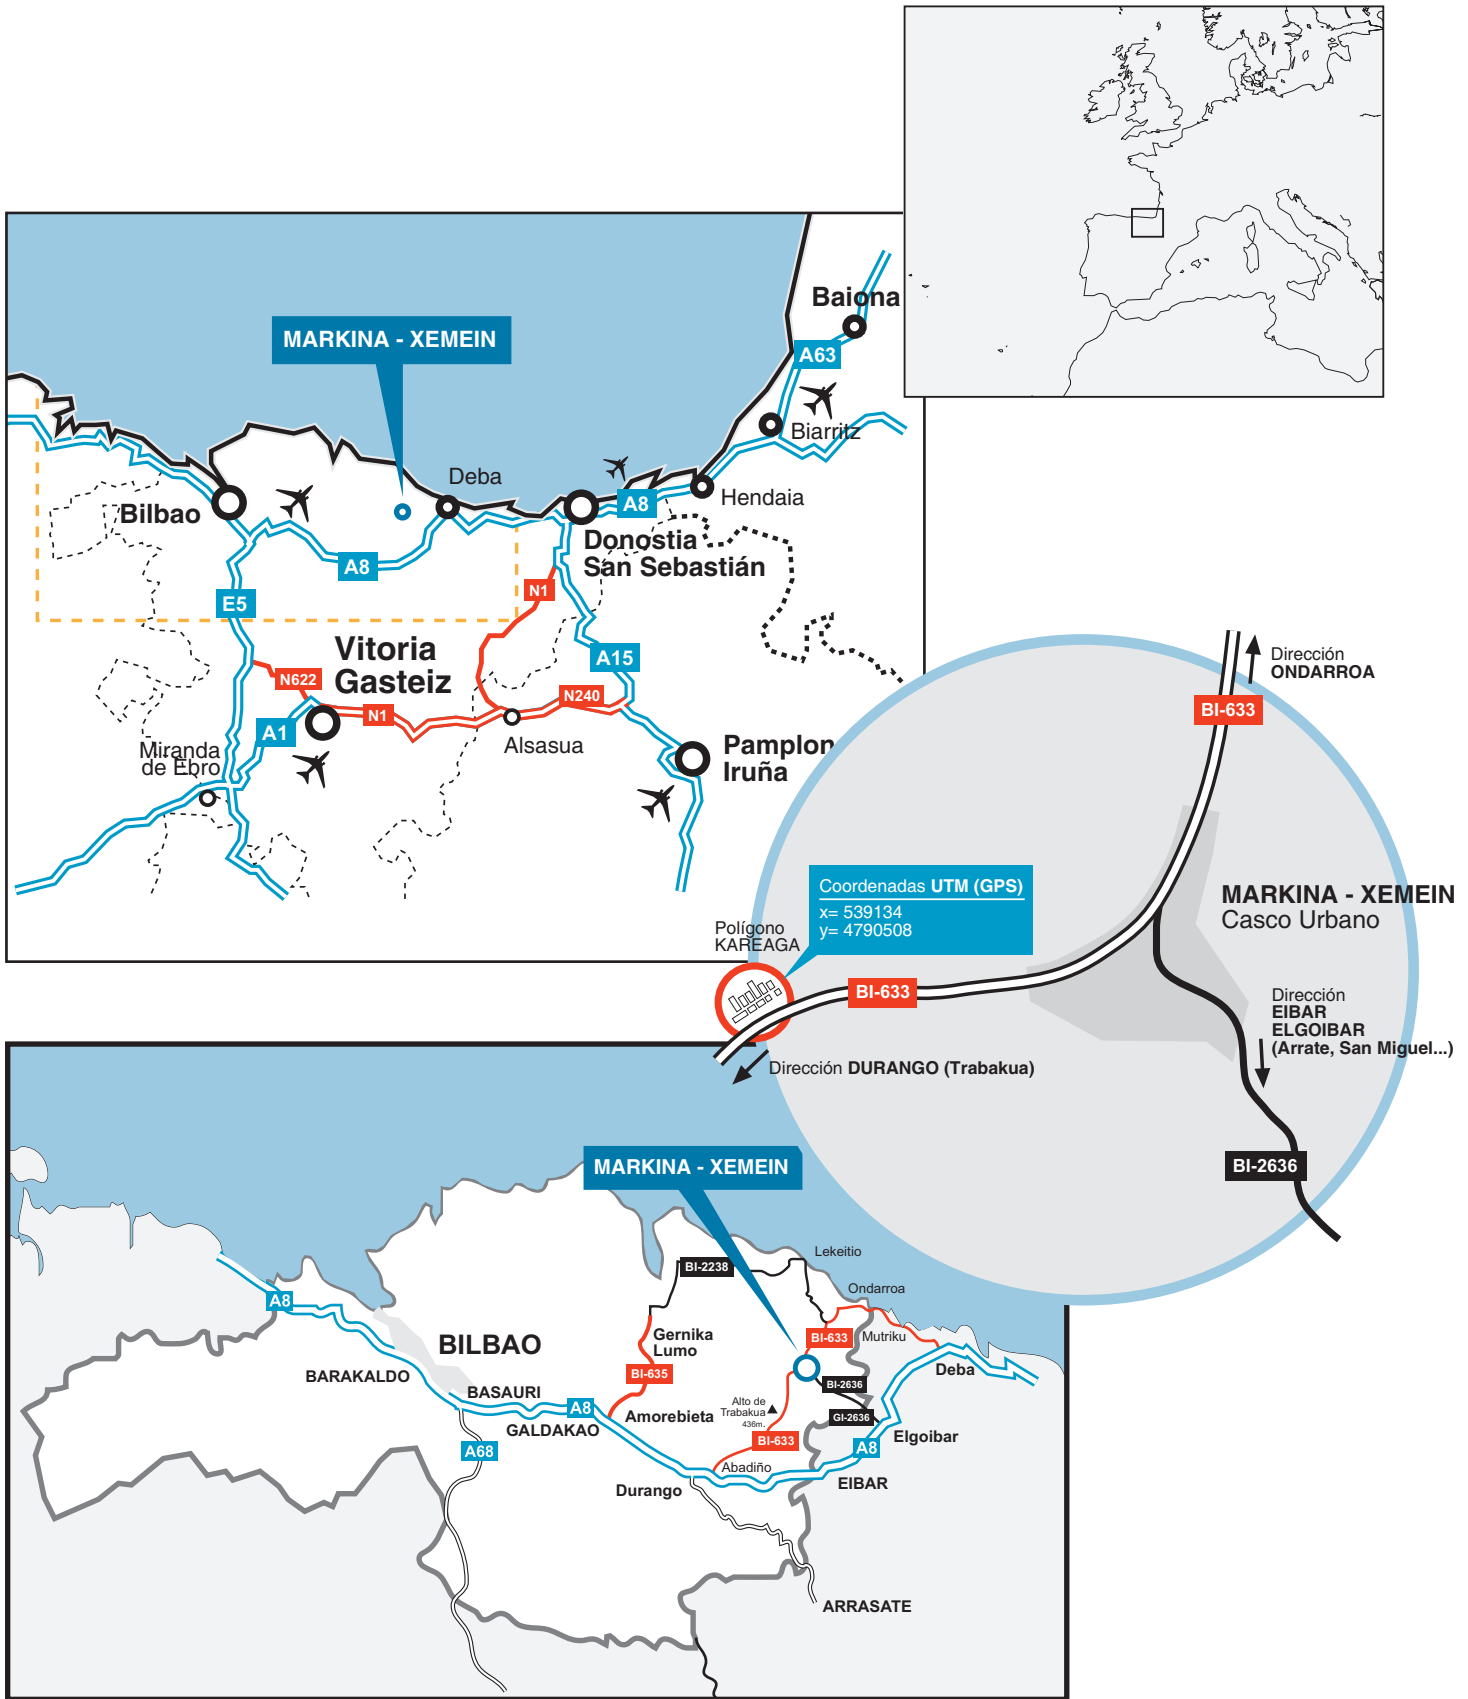 Baiona
MARKINA - XEMEIN
A63
Biarritz
Deba
Hendaia
A8
Bilbao
Donostia
San Sebastián
A8
N1
E5
Vitoria
Gasteiz
A15
N622
N240
N1
A1
Alsasua
Miranda
de Ebro
Pamplon
Iruña
Dirección
ONDARROA
BI-633
Coordenadas UTM (GPS)
x= 539134
y= 4790508
MARKINA - XEMEIN
Casco Urbano
Polígono
KAREAGA
BI-633
Dirección
EIBAR
ELGOIBAR
(Arrate, San Miguel...)
Dirección DURANGO (Trabakua)
BI-2636
MARKINA - XEMEIN
Lekeitio
BI-2238
Ondarroa
A8
Gernika
Lumo
BI-633
Mutriku
BILBAO
Deba
BARAKALDO
BI-635
BI-2636
BASAURI
A8
Amorebieta
Alto de
Trabakua
436m.
GI-2636
GALDAKAO
BI-633
Elgoibar
A68
A8
Abadiño
Durango
EIBAR
ARRASATE